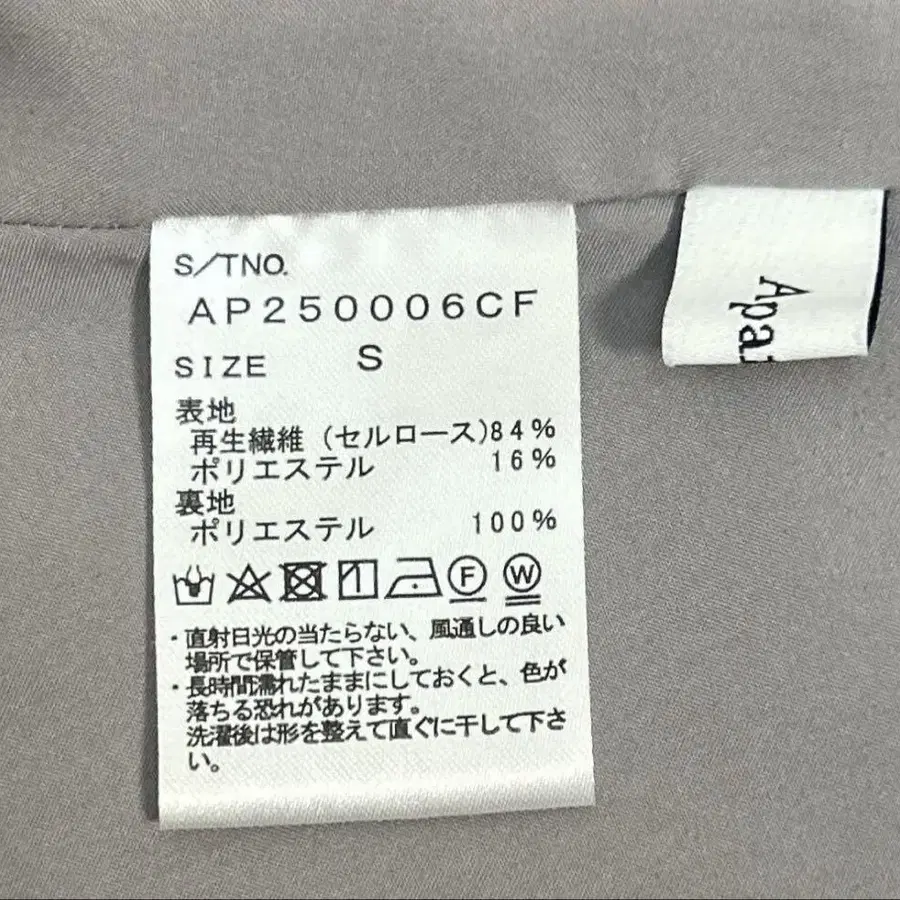 S/TNO.
AP250006CF
SIZE S
表地
再生繊維(セルロース)84%
ポリエステル 16%
裏地
ポリエステル 100%
F W
・直射日光の当たらない、風通しの良い
場所で保管して下さい。
・長時間濡れたままにしておくと、色が
落ちる恐れがあります。
洗濯後は形を整えて直ぐに干して下さ
い。